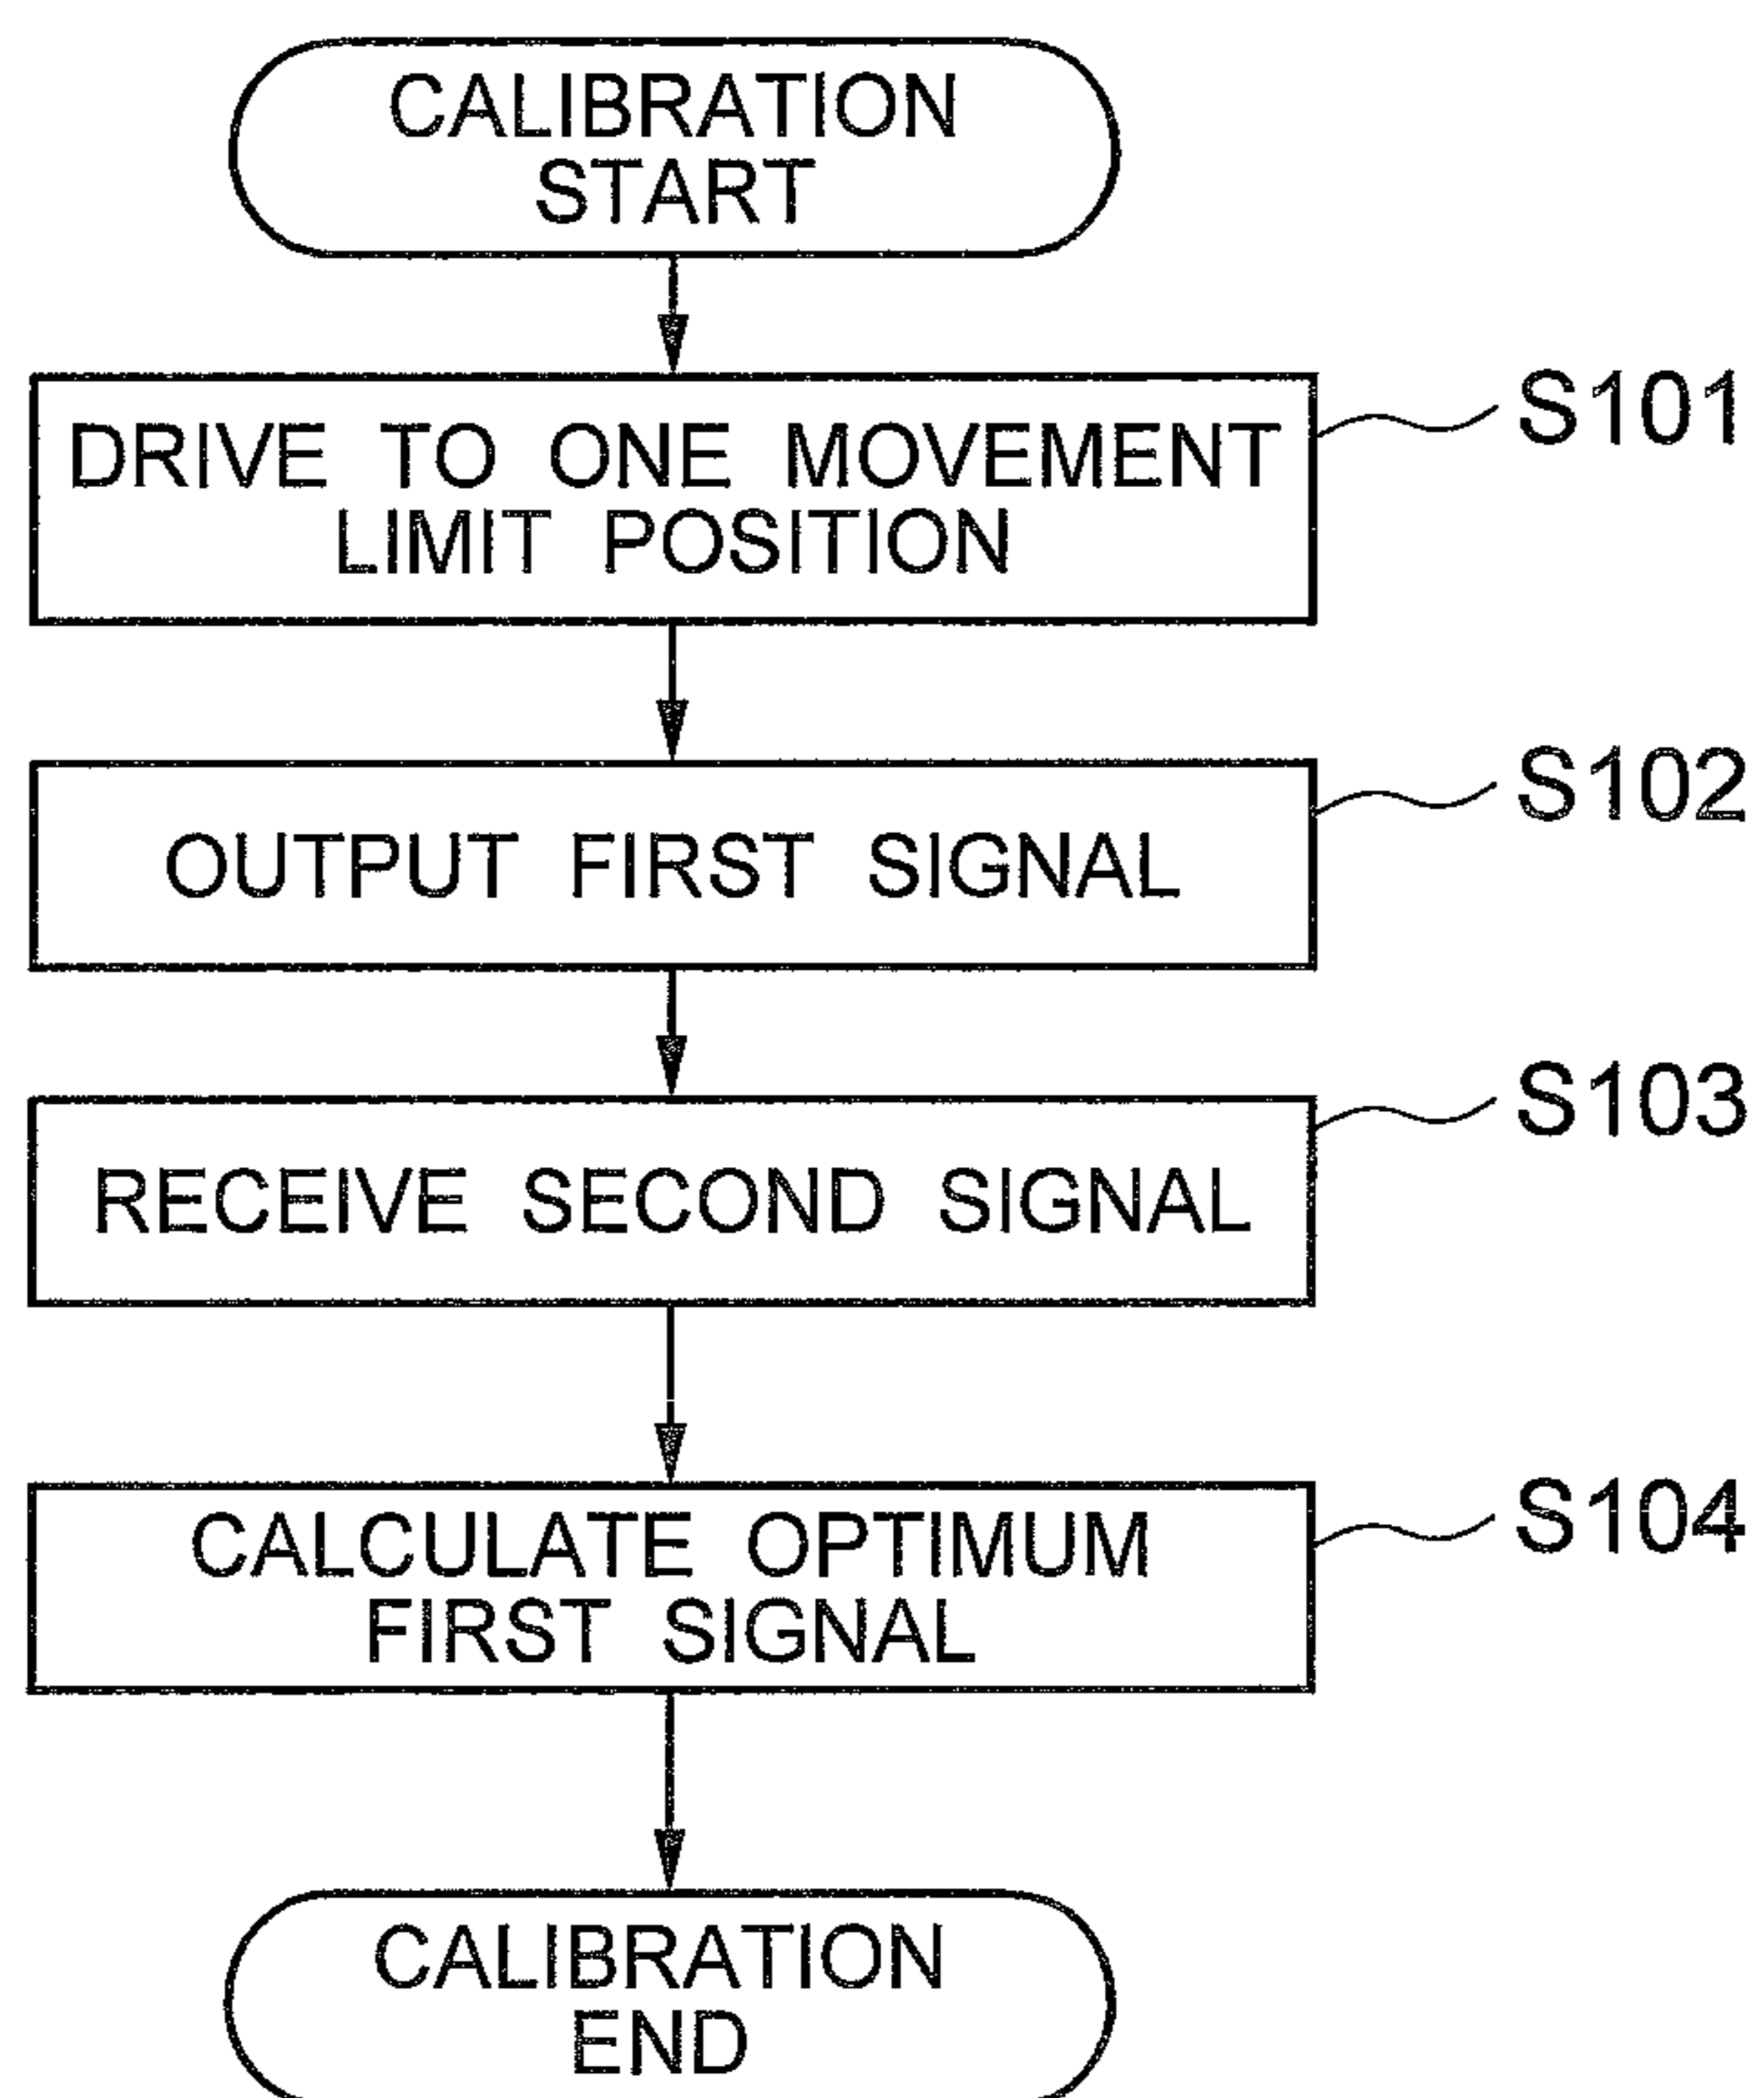 CALIBRATION
START
DRIVE TO ONE MOVEMENT
LIMIT POSITION
S101
OUTPUT FIRST SIGNAL
S102
RECEIVE SECOND SIGNAL
S103
CALCULATE OPTIMUM
FIRST SIGNAL
S104
CALIBRATION
END